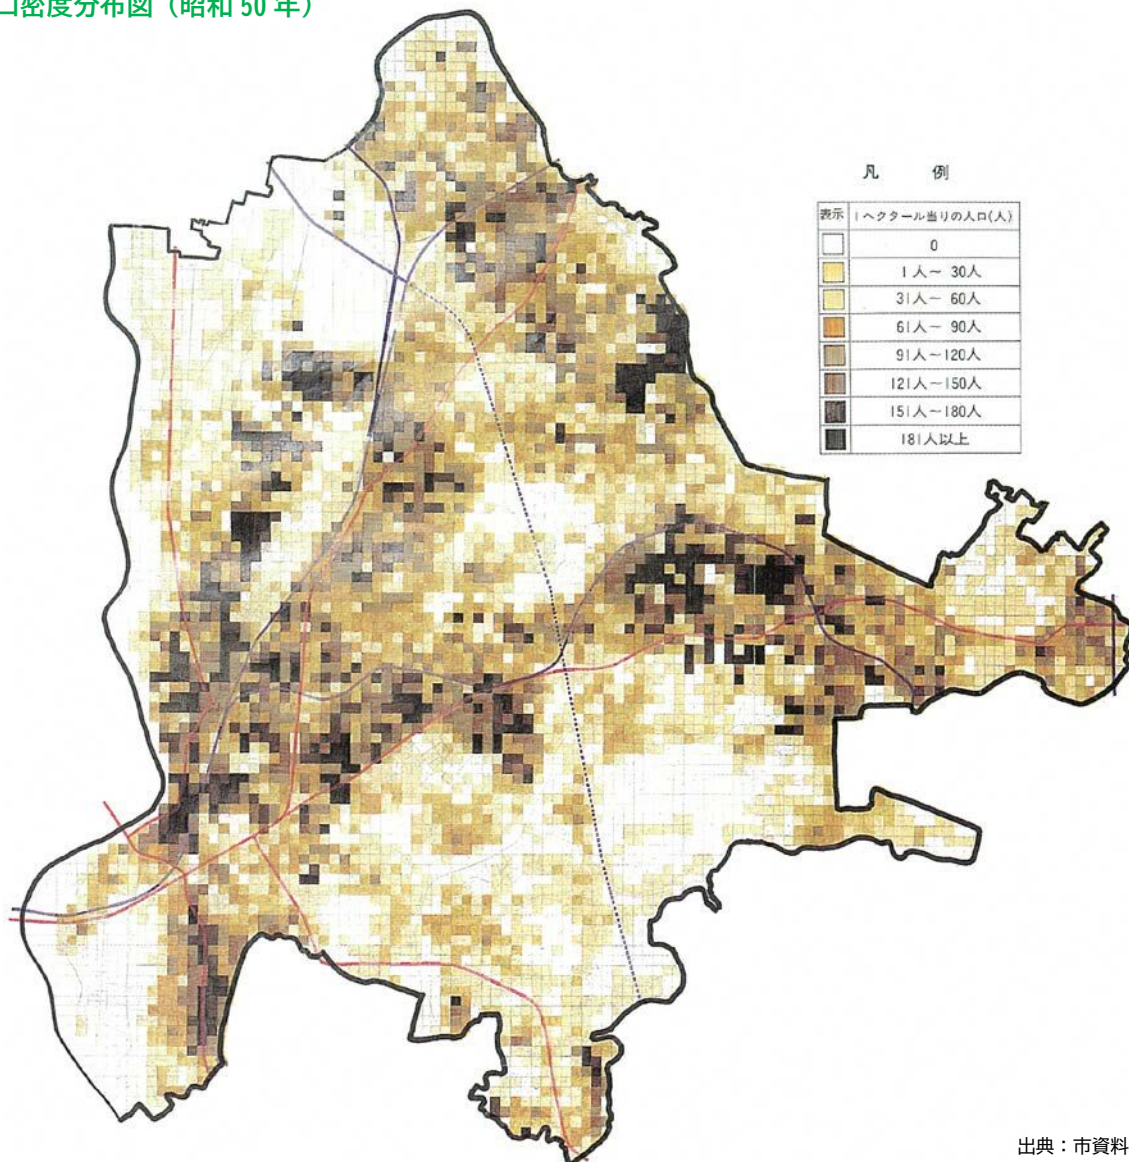 口密度分布図（昭和 50 年）
凡 例
表示 1ヘクタール当りの人口(人)
0
1人～ 30人
31人～ 60人
61人～ 90人
91人～120人
121人～150人
151人～180人
181人以上
出典：市資料